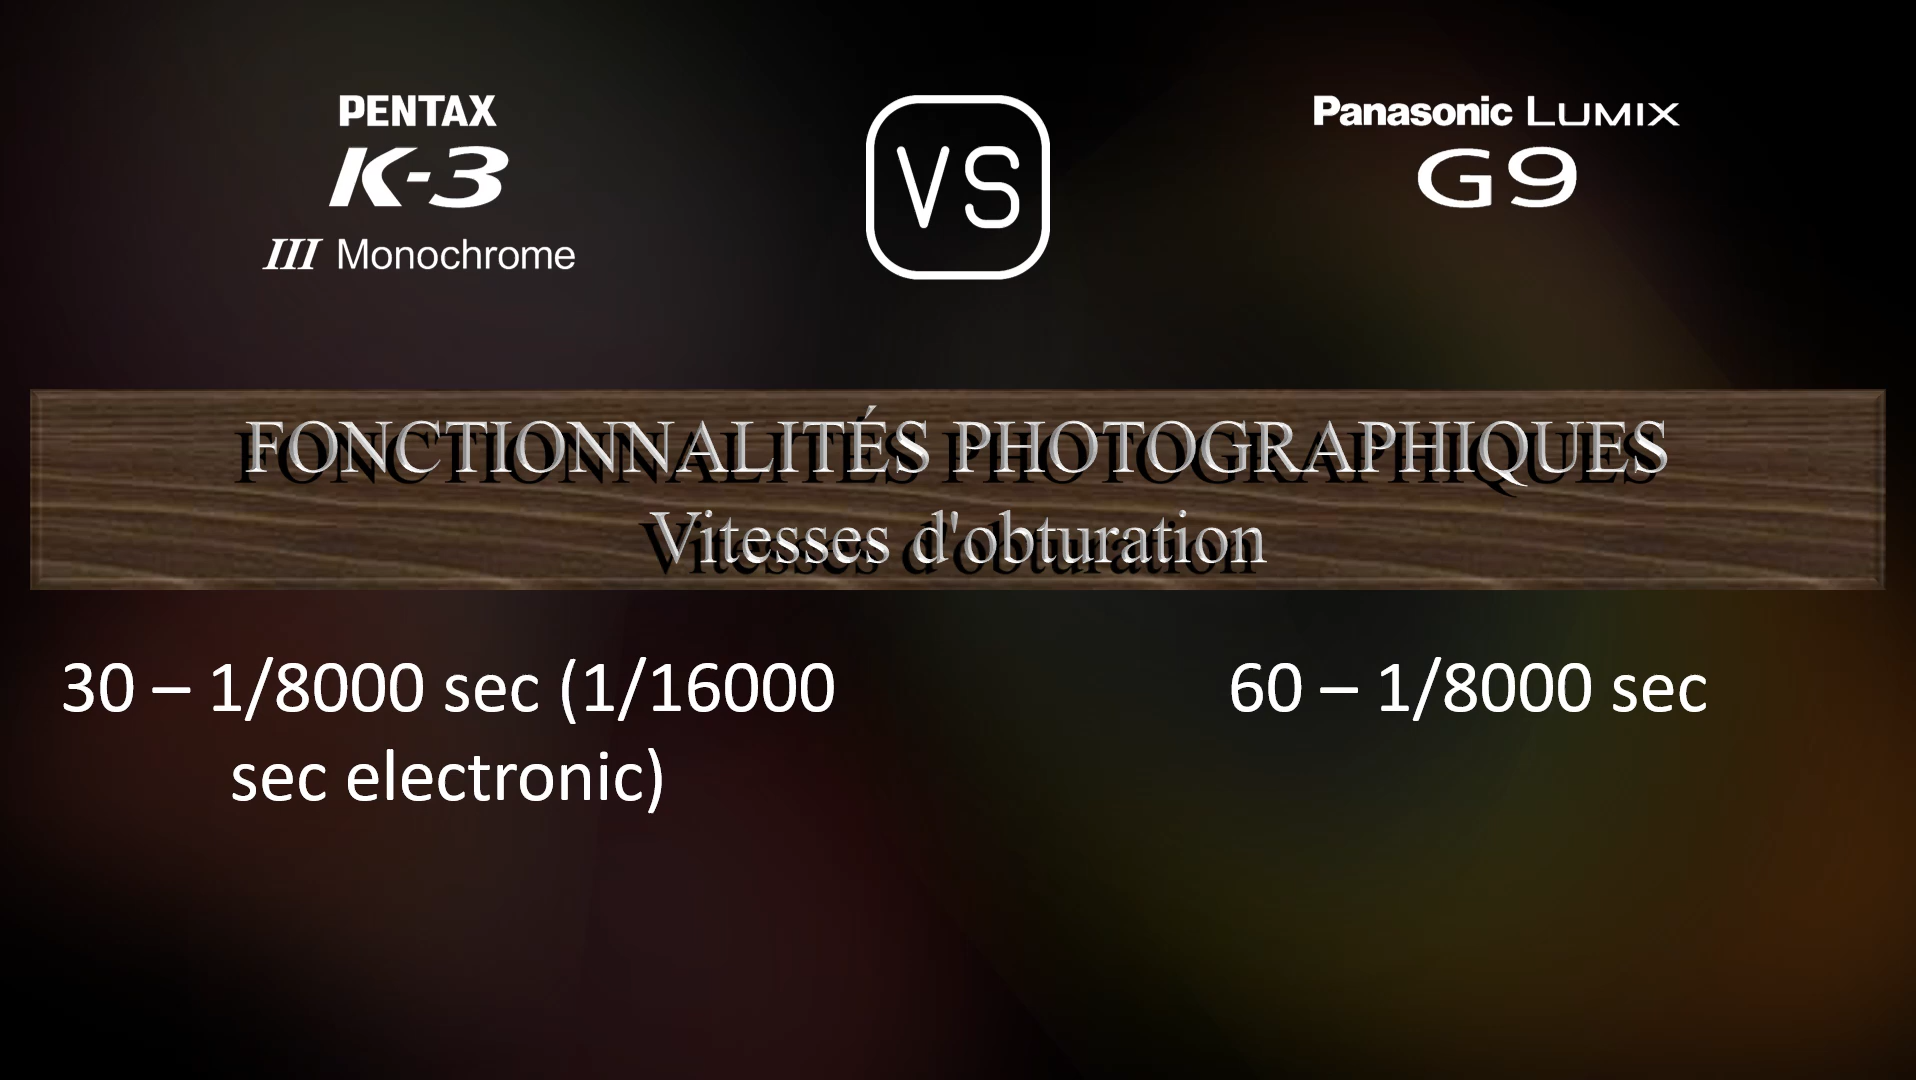 PENTAX
K-3
III Monochrome
VS
Panasonic LUMIX
G9
FONCTIONNALITÉS PHOTOGRAPHIQUES
Vitesses d'obturation
30 – 1/8000 sec (1/16000
sec electronic)
60 – 1/8000 sec